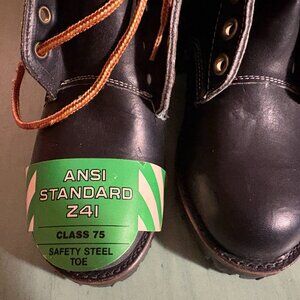 ANSI
STANDARD
Z41
CLASS 75
SAFETY STEEL
TOE